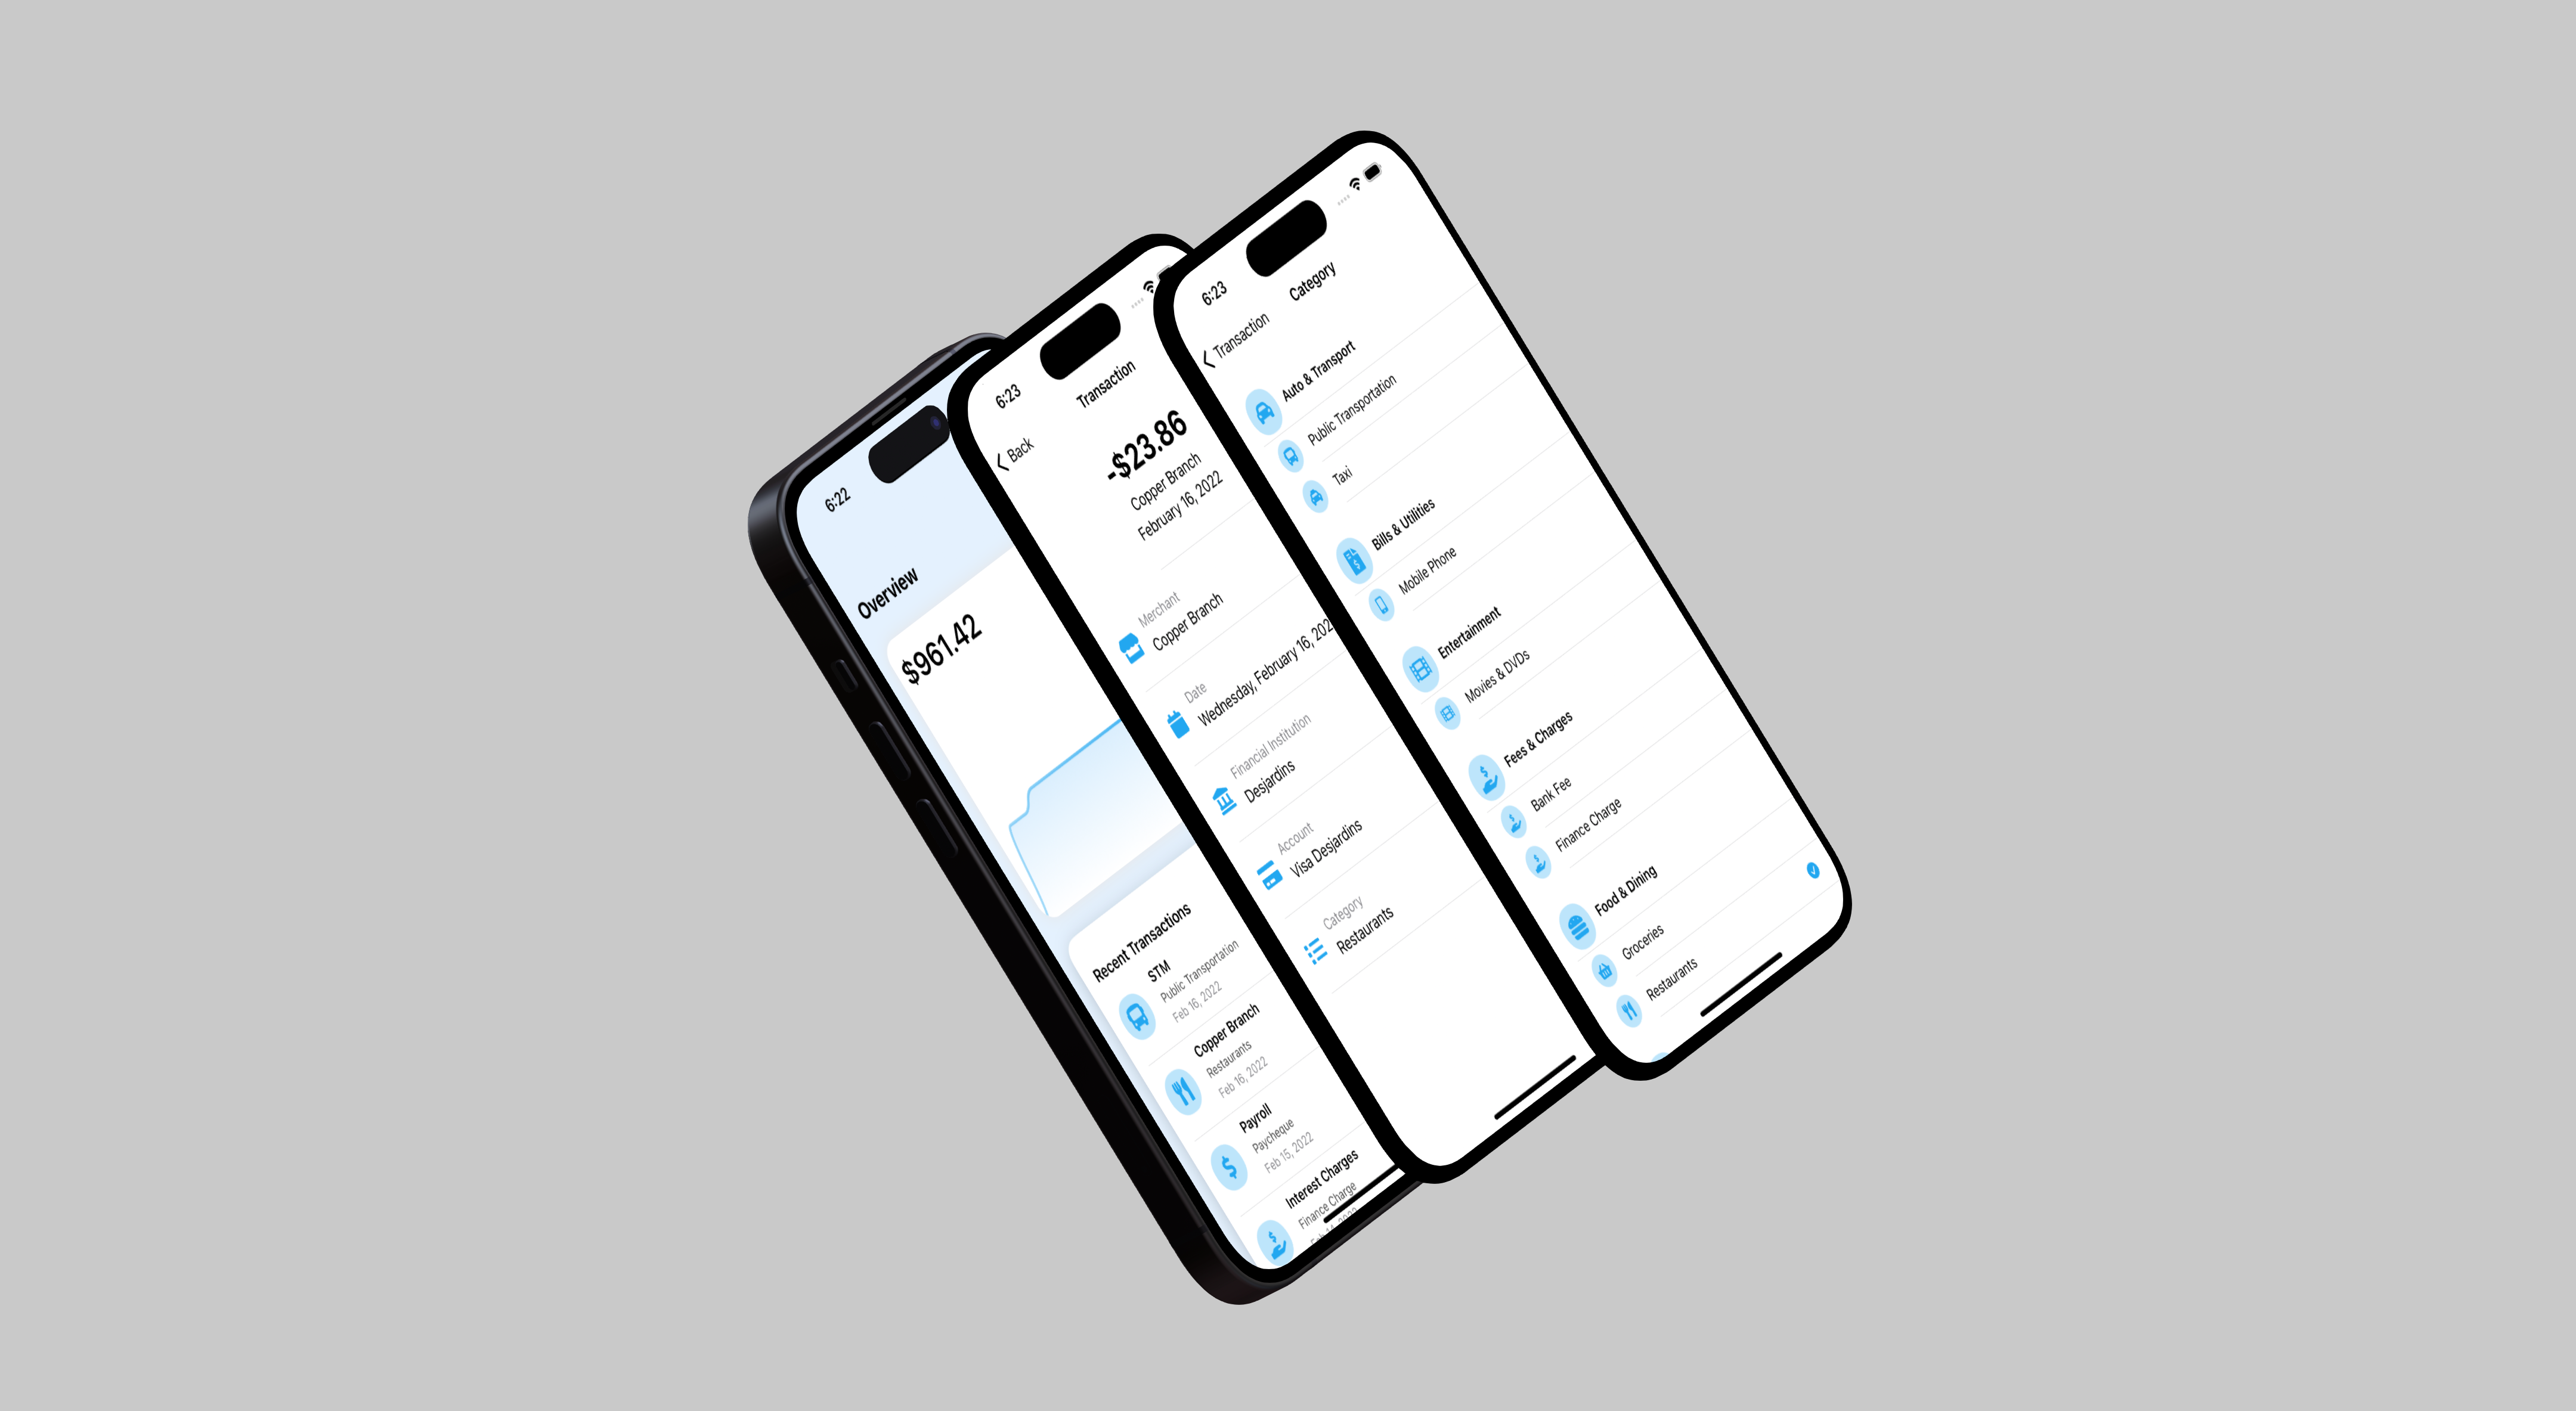 6:22
Overview
$961.42
Recent Transactions
STM
Public Transportation
Feb 16, 2022
Copper Branch
Restaurants
Feb 16, 2022
Payroll
Paycheque
Feb 15, 2022
Interest Charges
Finance Charge
6:23
Back
Transaction
-$23.86
Copper Branch
February 16, 2022
Merchant
Copper Branch
Date
Wednesday, February 16, 202
Financial Institution
Desjardins
Account
Visa Desjardins
Category
Restaurants
6:23
Transaction
Category
Auto & Transport
Public Transportation
Taxi
Bills & Utilities
Mobile Phone
Entertainment
Movies & DVDs
Fees & Charges
Bank Fee
Finance Charge
Food & Dining
Groceries
Restaurants